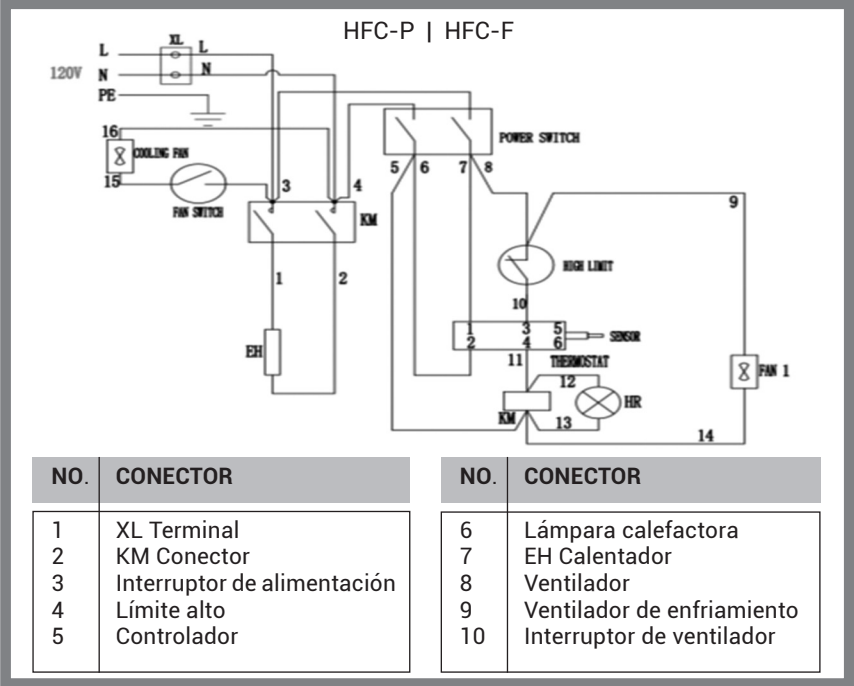 HFC-P | HFC-F
XL
L
L
120V
N
N
PE
16
COOLING FAN
15
FAN SWITCH
3
4
KM
POWER SWITCH
5
6
7
8
9
HIGH LIMIT
10
1
2
EH
1
3
5
2
4
6
SENSOR
THERMOSTAT
11
12
KM
HR
13
FAN 1
14
NO. CONECTOR
1 XL Terminal
2 KM Conector
3 Interruptor de alimentación
4 Límite alto
5 Controlador
NO. CONECTOR
6 Lámpara calefactora
7 EH Calentador
8 Ventilador
9 Ventilador de enfriamiento
10 Interruptor de ventilador